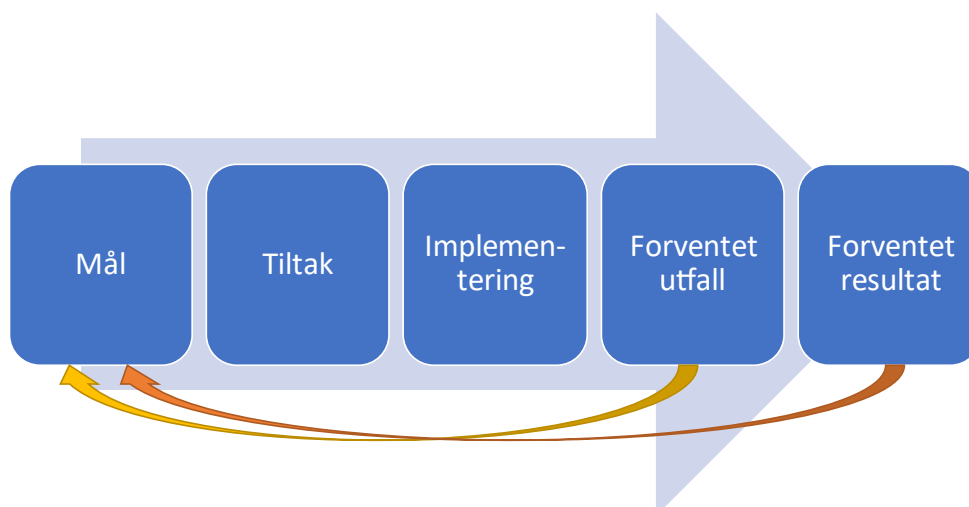 Mål
Tiltak
Implemen-
tering
Forventet
utfall
Forventet
resultat